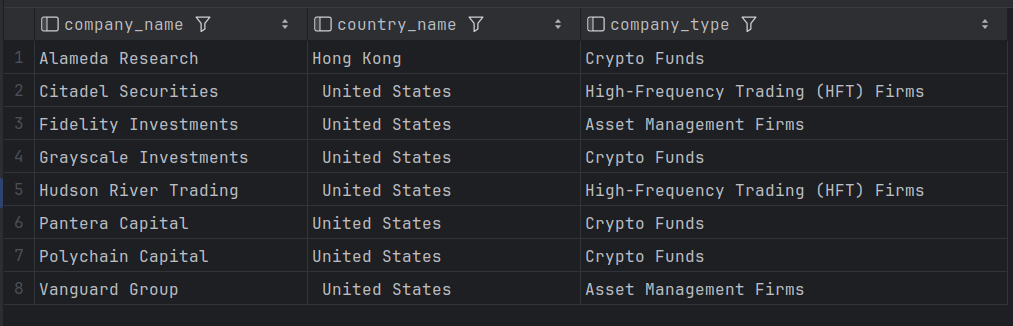 company_name country_name company_type
1 Alameda Research Hong Kong Crypto Funds
2 Citadel Securities  United States High-Frequency Trading (HFT) Firms
3 Fidelity Investments  United States Asset Management Firms
4 Grayscale Investments  United States Crypto Funds
5 Hudson River Trading  United States High-Frequency Trading (HFT) Firms
6 Pantera Capital United States Crypto Funds
7 Polychain Capital United States Crypto Funds
8 Vanguard Group  United States Asset Management Firms